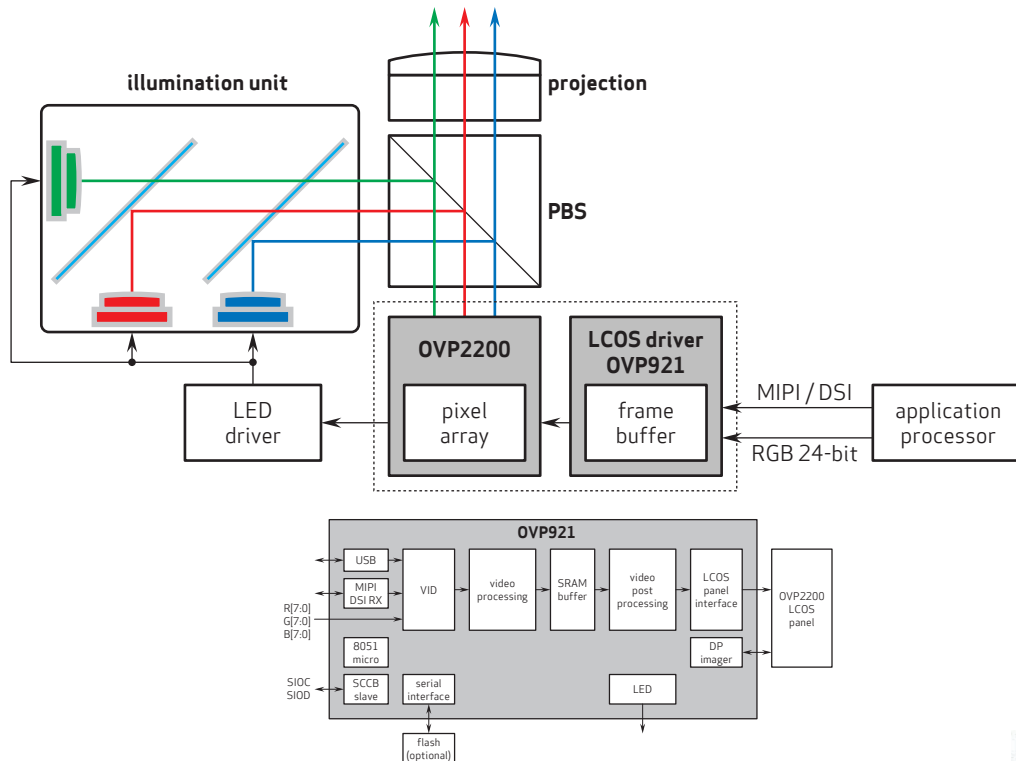 illumination unit
projection
PBS
OVP2200
pixel
array
LCOS driver
OVP921
frame
buffer
LED
driver
MIPI / DSI
RGB 24-bit
application
processor
OVP921
USB
MIPI
DSI RX
R[7:0]
G[7:0]
B[7:0]
VID
video
processing
SRAM
buffer
video
post
processing
LCOS
panel
interface
OVP2200
LCOS
panel
8051
micro
DP
imager
SIOC
SIOD
SCCB
slave
serial
interface
LED
flash
(optional)